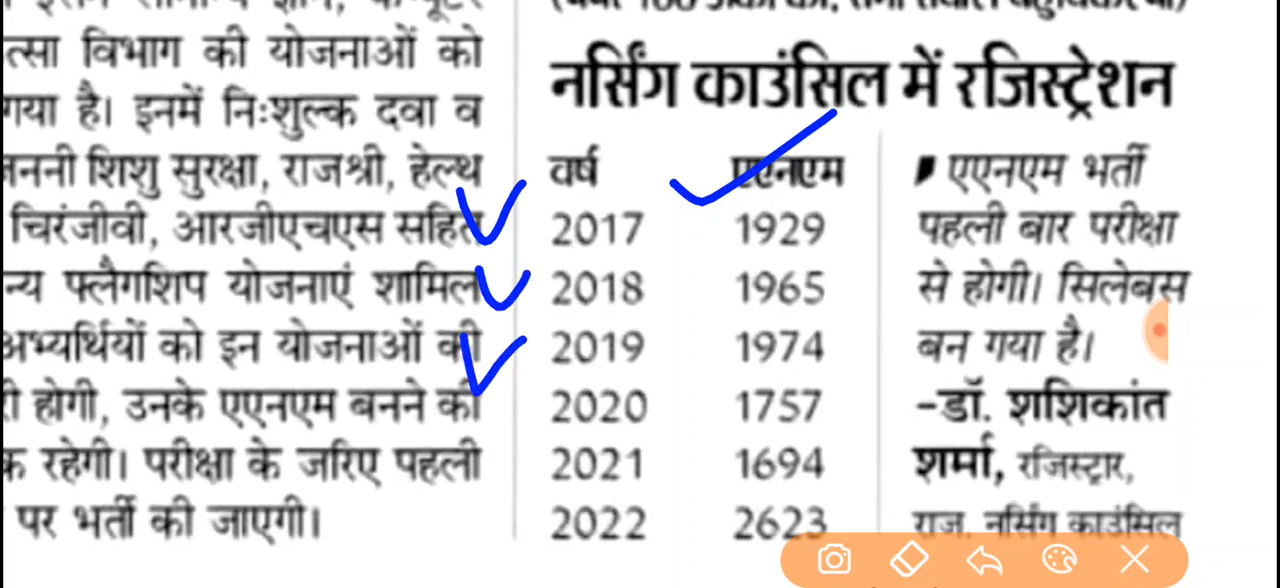 त्सा विभाग की योजनाओं को
गया है। इनमें निःशुल्क दवा व
जननी शिशु सुरक्षा, राजश्री, हेल्थ
चिरंजीवी, आरजीएचएस सहित
न्य फ्लैगशिप योजनाएं शामिल
अभ्यर्थियों को इन योजनाओं की
री होगी, उनके एएनएम बनने की
क रहेगी। परीक्षा के जरिए पहली
पर भर्ती की जाएगी।
नर्सिंग काउंसिल में रजिस्ट्रेशन
वर्ष एएनएम
2017 1929
2018 1965
2019 1974
2020 1757
2021 1694
2022 2623
एएनएम भर्ती
पहली बार परीक्षा
से होगी। सिलेबस
बन गया है।
-डॉ. शशिकांत
शर्मा, रजिस्ट्रार,
राज. नर्सिंग काउंसिल